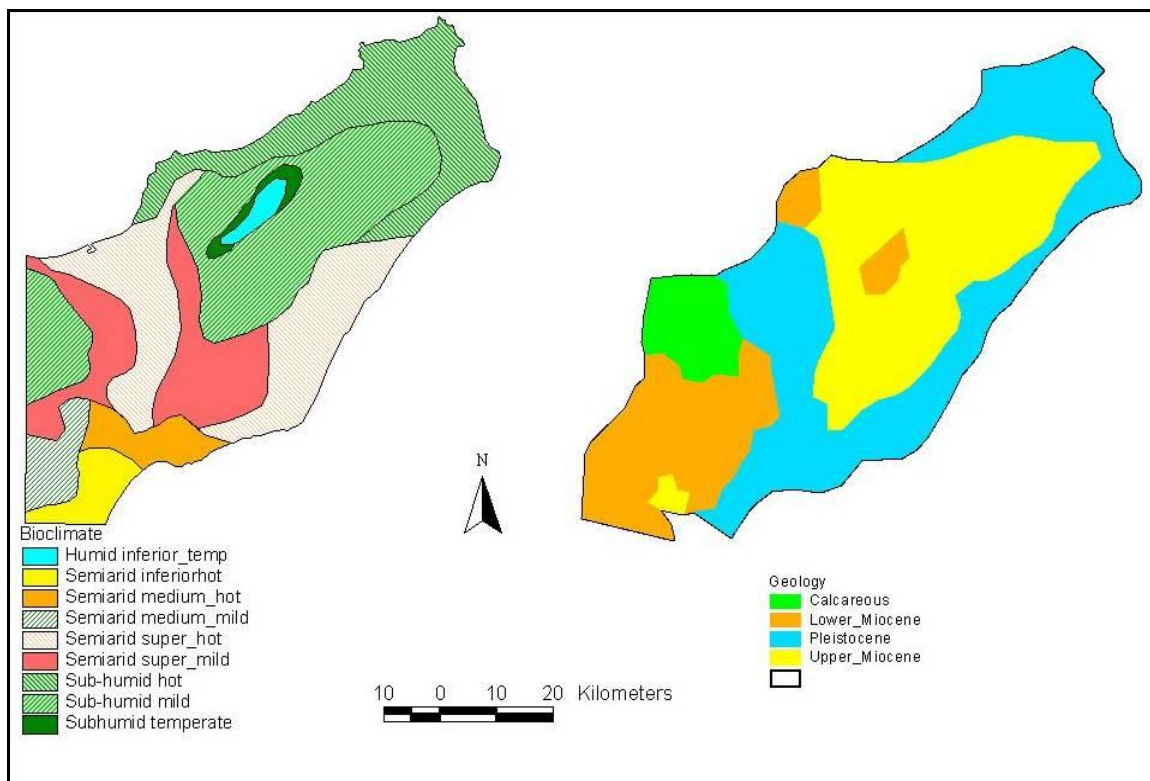 N
Bioclimate
Humid inferior_temp
Semiarid inferiorhot
Semiarid medium_hot
Semiarid medium_mild
Semiarid super_hot
Semiarid super_mild
Sub-humid hot
Sub-humid mild
Subhumid temperate
10 0 10 20 Kilometers
Geology
Calcareous
Lower_Miocene
Pleistocene
Upper_Miocene